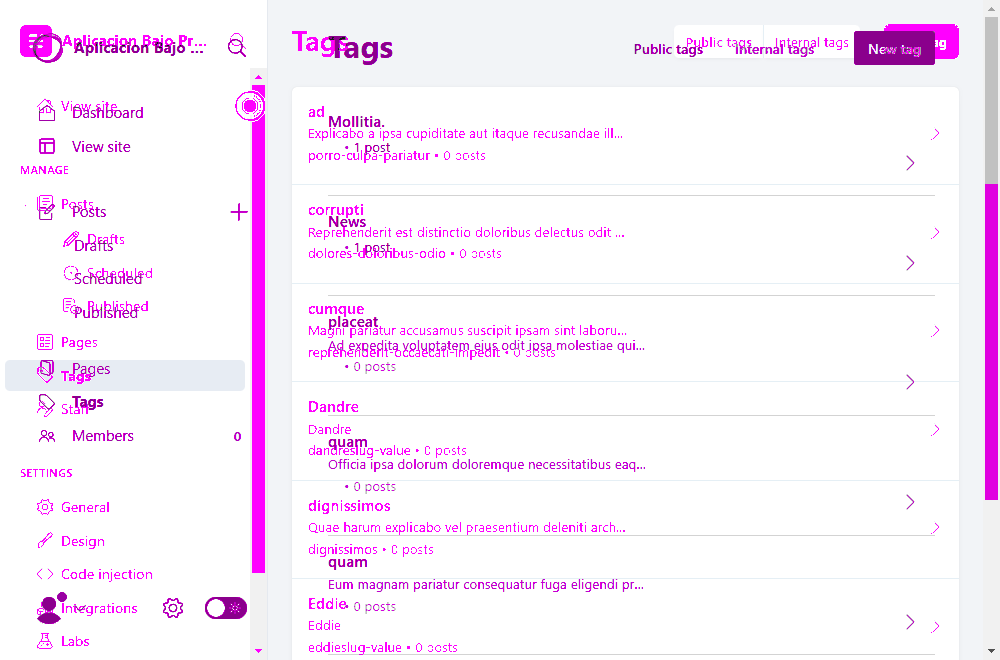 Aplicacion Bajo Pr...
Aplicacion Bajo ...
View site
Dashboard
View site
MANAGE
Posts
Posts
Drafts
Drafts
Scheduled
Scheduled
Published
Published
Pages
Pages
Tags
Tags
Staff
Members 0
SETTINGS
General
Design
Code injection
Integrations
Labs
Tags
Tags
Public tags Internal tags
Public tags Internal tags New tag
ad
Mollitia.
Explicabo a ipsa cupiditate aut itaque recusandae ill...
• 1 post
porro-culpa-pariatur • 0 posts
corrupti
News
Reprehenderit est distinctio doloribus delectus odit ...
• 1 post
dolores-doloribus-odio • 0 posts
cumque
placeat
Magni pariatur accusamus suscipit ipsam sint laboru...
Ad expedita voluptatem eius odit ipsa molestiae qui...
reprehenderit-occaecati-impedit • 0 posts
• 0 posts
Dandre
Dandre
quam
dandreslug-value • 0 posts
Officia ipsa dolorum doloremque necessitatibus eaq...
• 0 posts
dignissimos
Quae harum explicabo vel praesentium deleniti arch...
dignissimos • 0 posts
quam
Eum magnam pariatur consequatur fuga eligendi pr...
Eddie
• 0 posts
Eddie
eddieslug-value • 0 posts